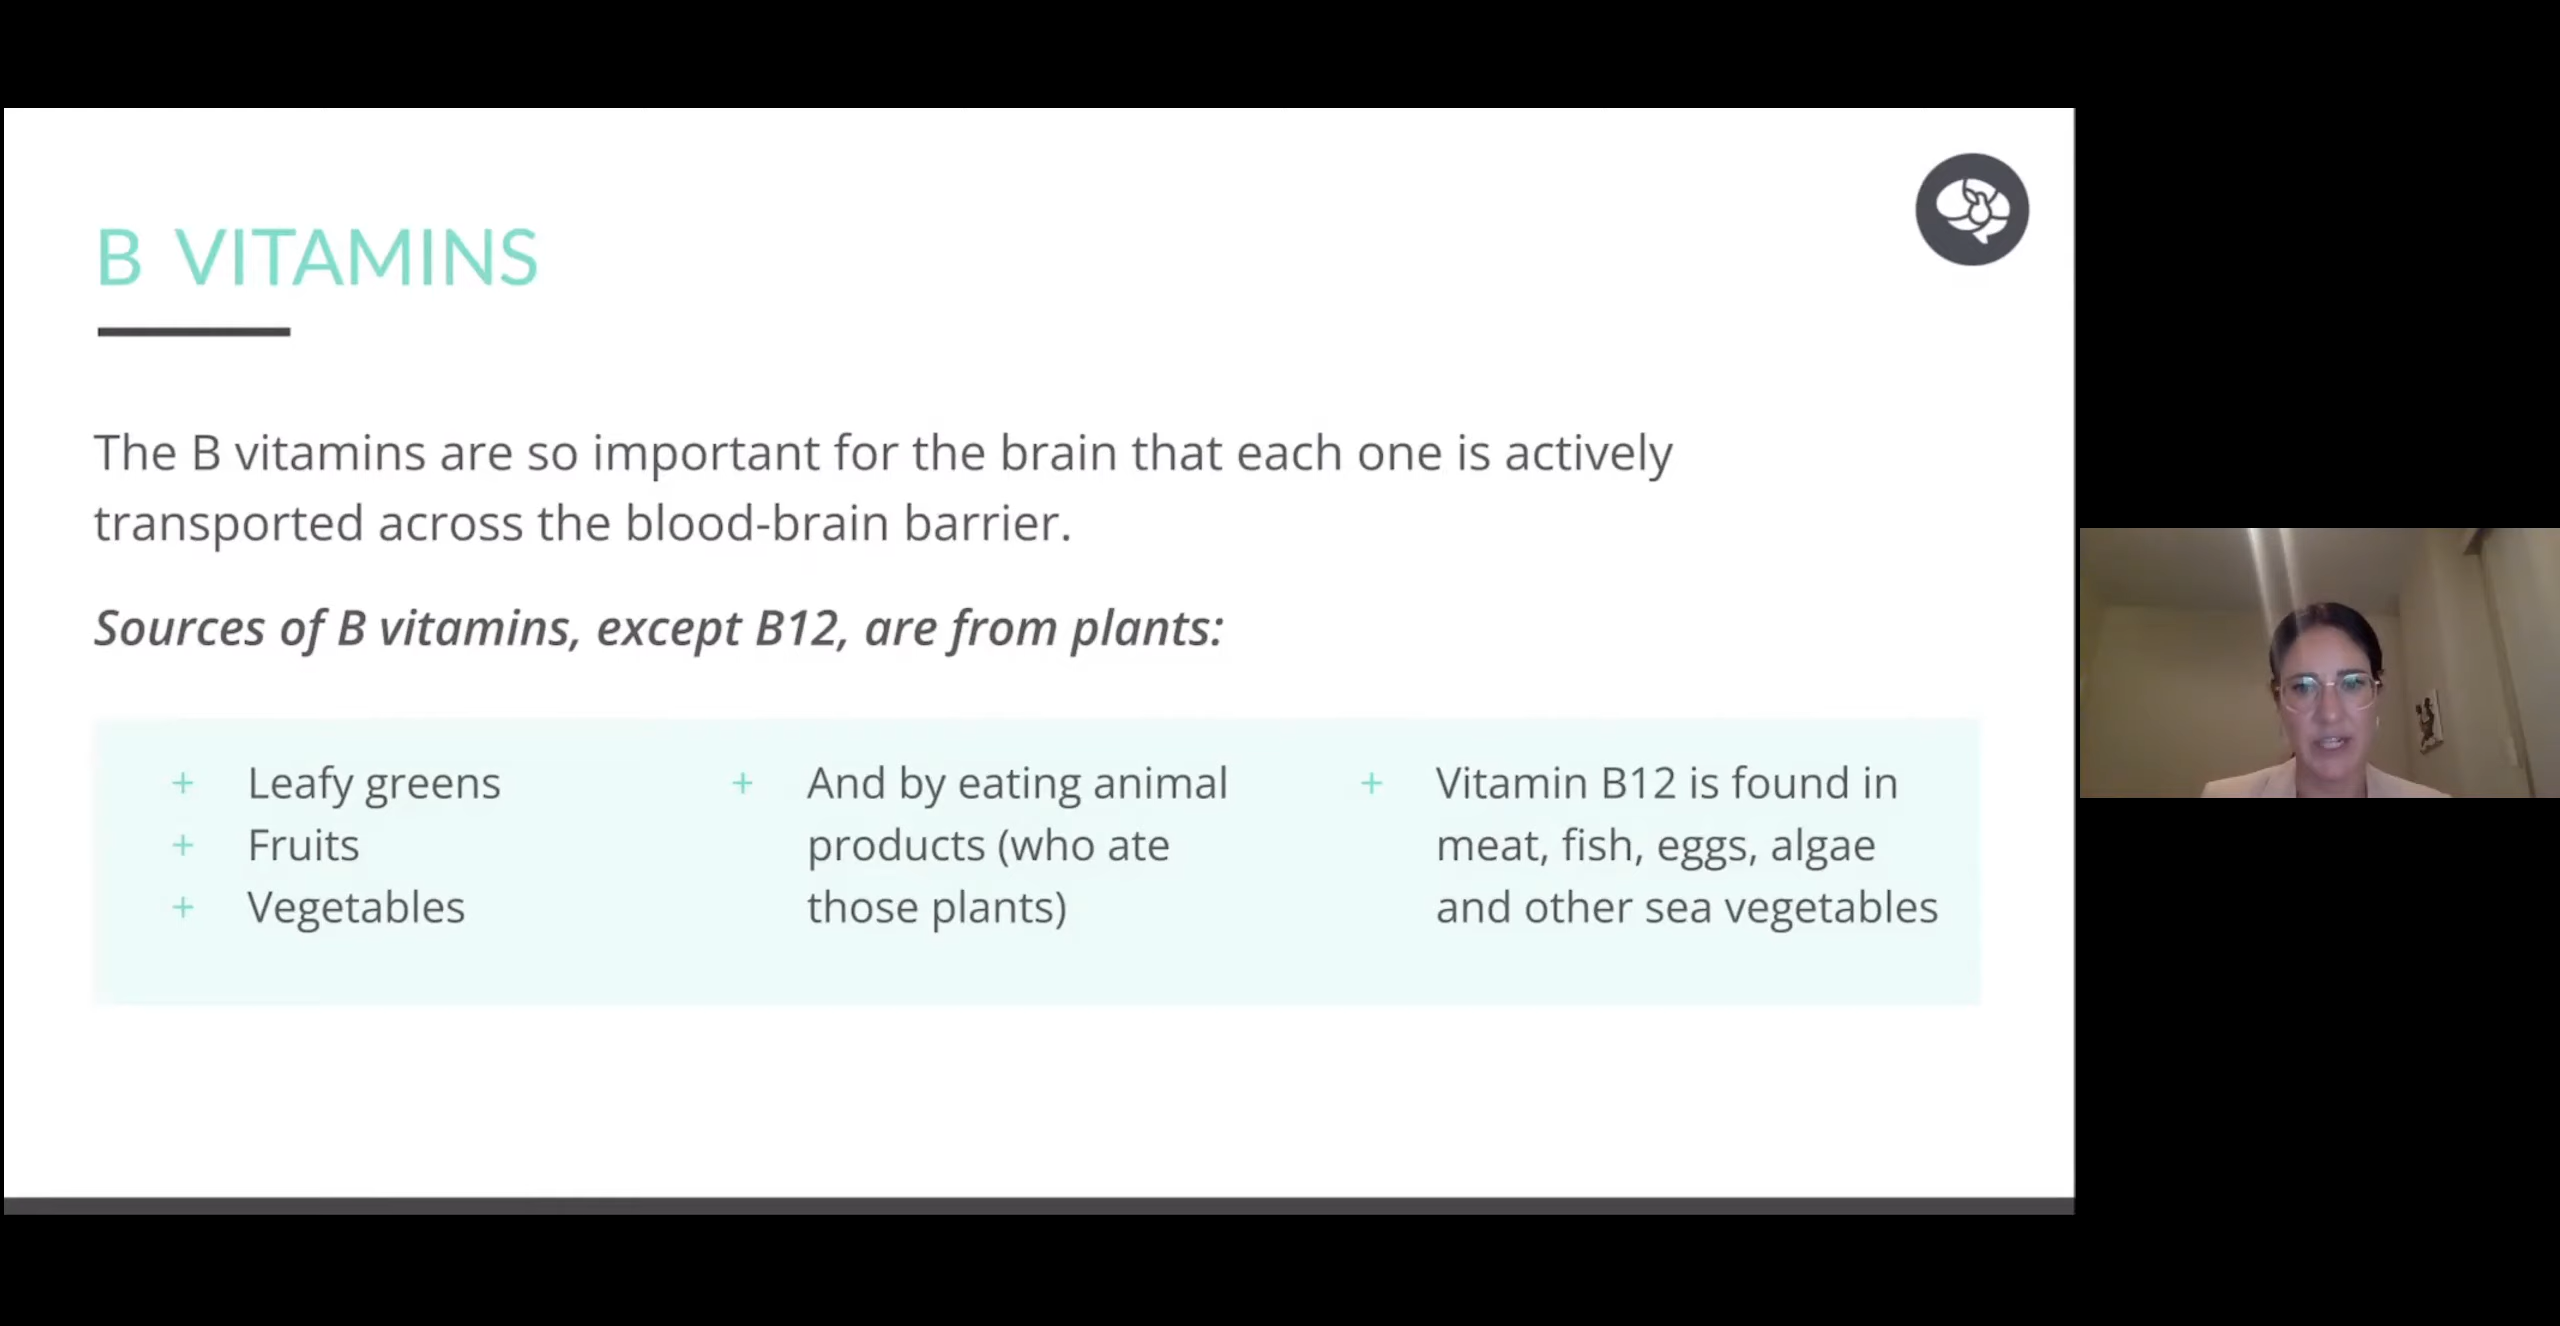 B VITAMINS
The B vitamins are so important for the brain that each one is actively
transported across the blood-brain barrier.
Sources of B vitamins, except B12, are from plants:
+ Leafy greens
+ Fruits
+ Vegetables
+ And by eating animal
products (who ate
those plants)
+ Vitamin B12 is found in
meat, fish, eggs, algae
and other sea vegetables